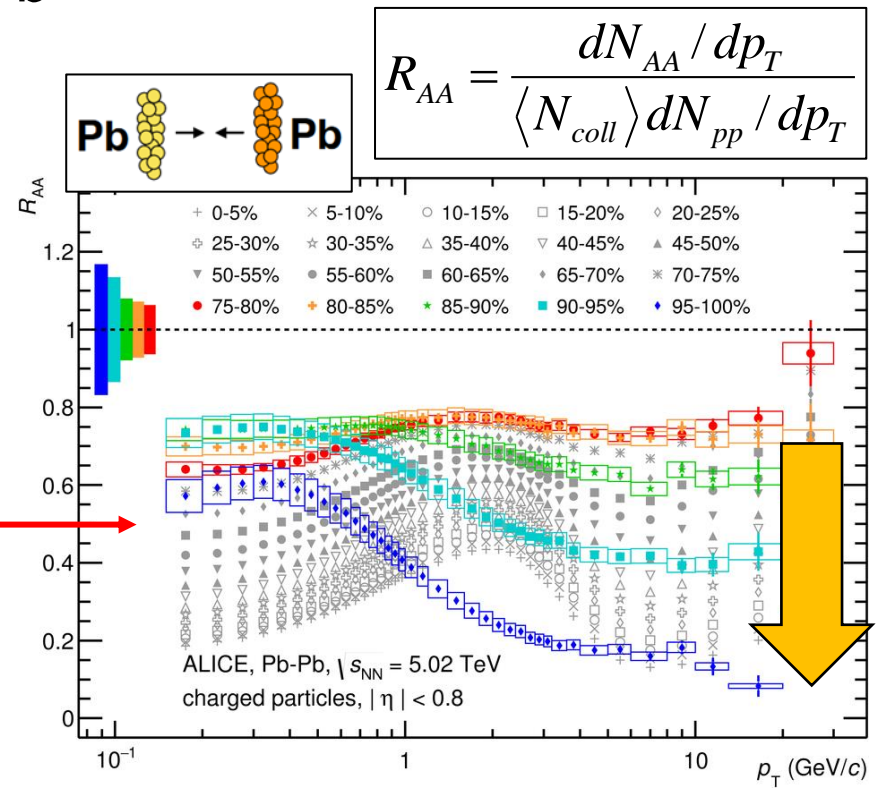 R_AA = dN_AA / dp_T
⟨N_coll⟩ dN_pp / dp_T
Pb Pb
R_AA
0-5% 5-10% 10-15% 15-20% 20-25%
25-30% 30-35% 35-40% 40-45% 45-50%
50-55% 55-60% 60-65% 65-70% 70-75%
75-80% 80-85% 85-90% 90-95% 95-100%
1.2
1
0.8
0.6
0.4
0.2
0
ALICE, Pb-Pb, √s_NN = 5.02 TeV
charged particles, | η | < 0.8
10⁻¹ 1 10
p_T (GeV/c)